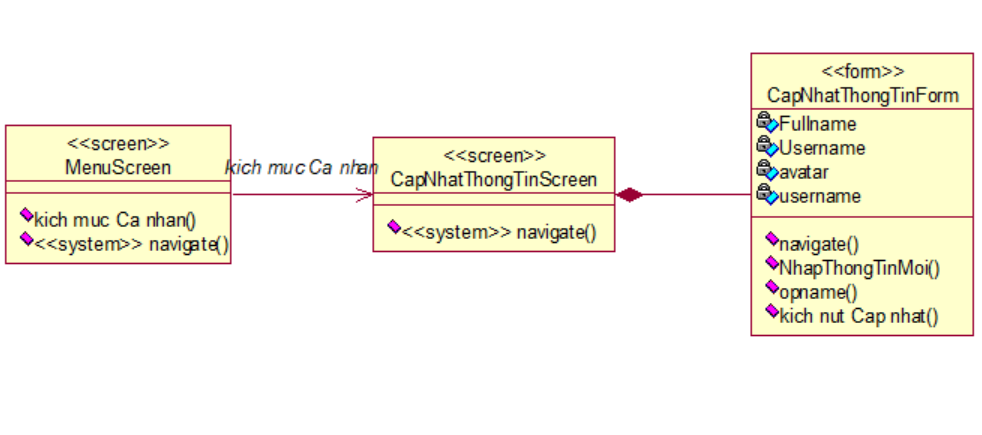 <<screen>>
MenuScreen
kich muc Ca nhan()
<<system>> navigate()
kich muc Ca nhan
<<screen>>
CapNhatThongTinScreen
<<system>> navigate()
<<form>>
CapNhatThongTinForm
Fullname
Username
avatar
username
navigate()
NhapThongTinMoi()
opname()
kich nut Cap nhat()